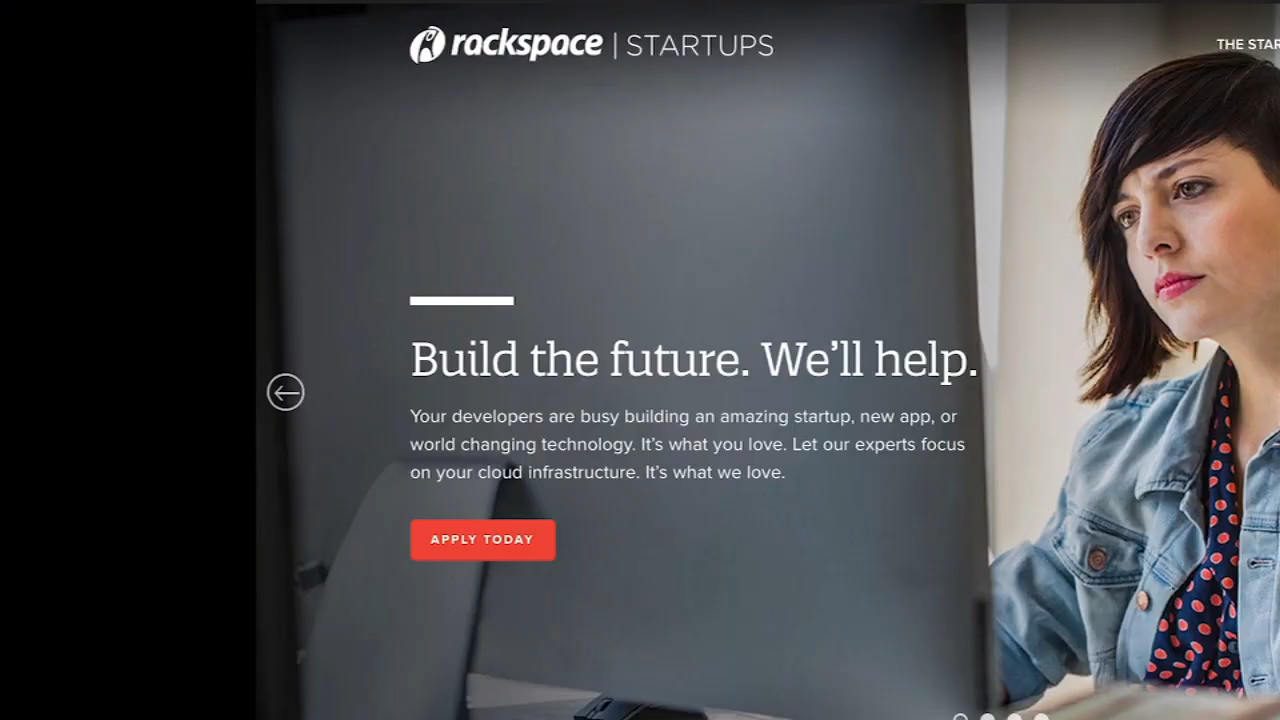 rackspace | STARTUPS
THE STAR
Build the future. We’ll help.
Your developers are busy building an amazing startup, new app, or
world changing technology. It’s what you love. Let our experts focus
on your cloud infrastructure. It’s what we love.
APPLY TODAY